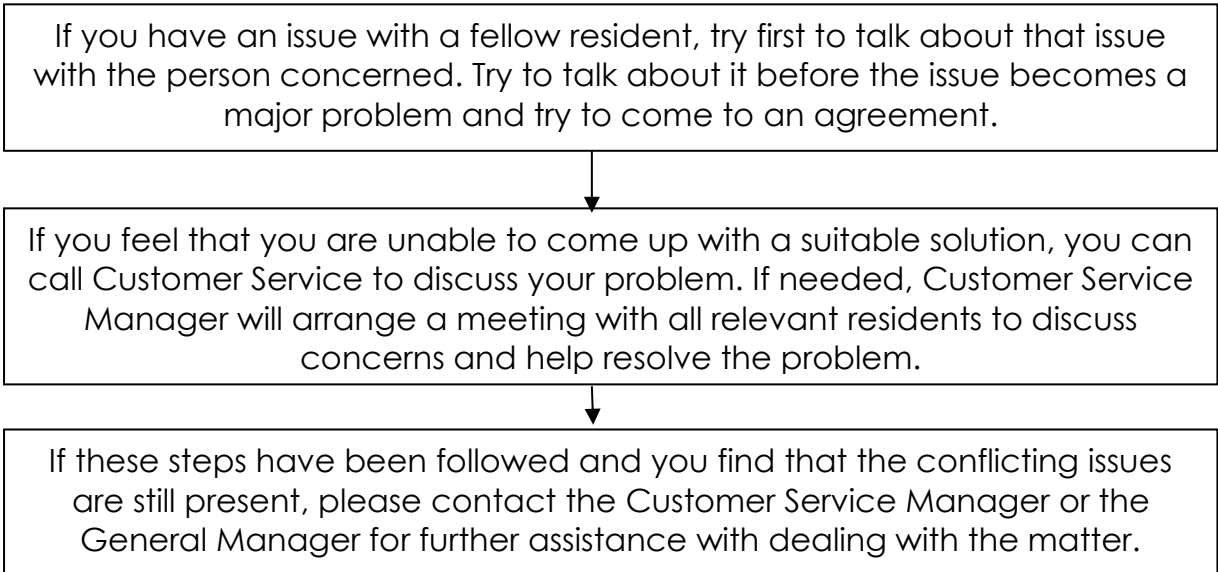 If you have an issue with a fellow resident, try first to talk about that issue
with the person concerned. Try to talk about it before the issue becomes a
major problem and try to come to an agreement.
If you feel that you are unable to come up with a suitable solution, you can
call Customer Service to discuss your problem. If needed, Customer Service
Manager will arrange a meeting with all relevant residents to discuss
concerns and help resolve the problem.
If these steps have been followed and you find that the conflicting issues
are still present, please contact the Customer Service Manager or the
General Manager for further assistance with dealing with the matter.